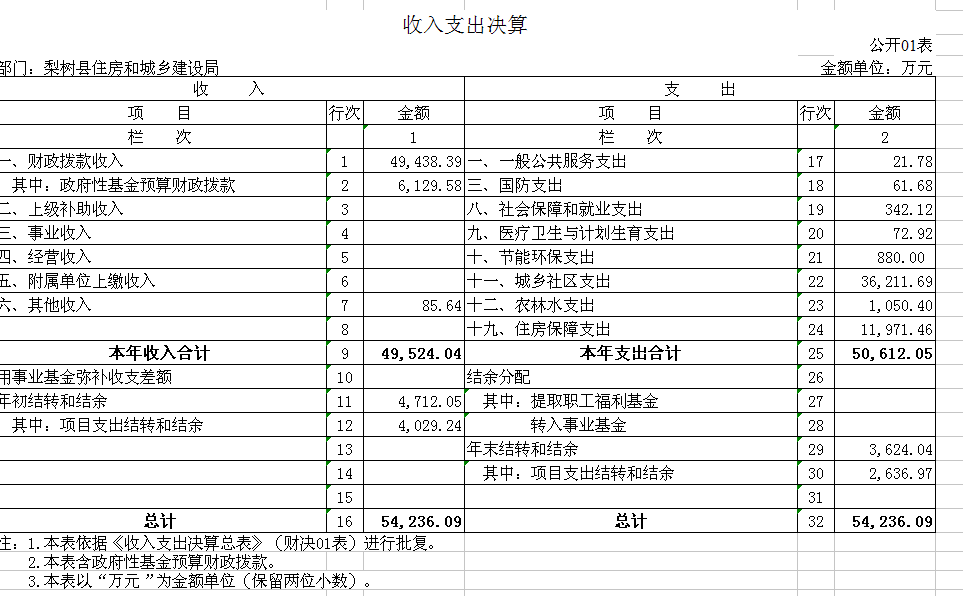 收入支出决算
公开01表
部门：梨树县住房和城乡建设局 金额单位：万元
收 入 支 出
项 目 行次 金额 项 目 行次 金额
栏 次 1 栏 次 2
一、财政拨款收入 1 49,438.39 一、一般公共服务支出 17 21.78
其中：政府性基金预算财政拨款 2 6,129.58 三、国防支出 18 61.68
二、上级补助收入 3 八、社会保障和就业支出 19 342.12
三、事业收入 4 九、医疗卫生与计划生育支出 20 72.92
四、经营收入 5 十、节能环保支出 21 880.00
五、附属单位上缴收入 6 十一、城乡社区支出 22 36,211.69
六、其他收入 7 85.64 十二、农林水支出 23 1,050.40
8 十九、住房保障支出 24 11,971.46
本年收入合计 9 49,524.04 本年支出合计 25 50,612.05
用事业基金弥补收支差额 10 结余分配 26
年初结转和结余 11 4,712.05 其中：提取职工福利基金 27
其中：项目支出结转和结余 12 4,029.24 转入事业基金 28
13 年末结转和结余 29 3,624.04
14 其中：项目支出结转和结余 30 2,636.97
15 31
总计 16 54,236.09 总计 32 54,236.09
注：1.本表依据《收入支出决算总表》（财决01表）进行批复。
2.本表含政府性基金预算财政拨款。
3.本表以“万元”为金额单位（保留两位小数）。